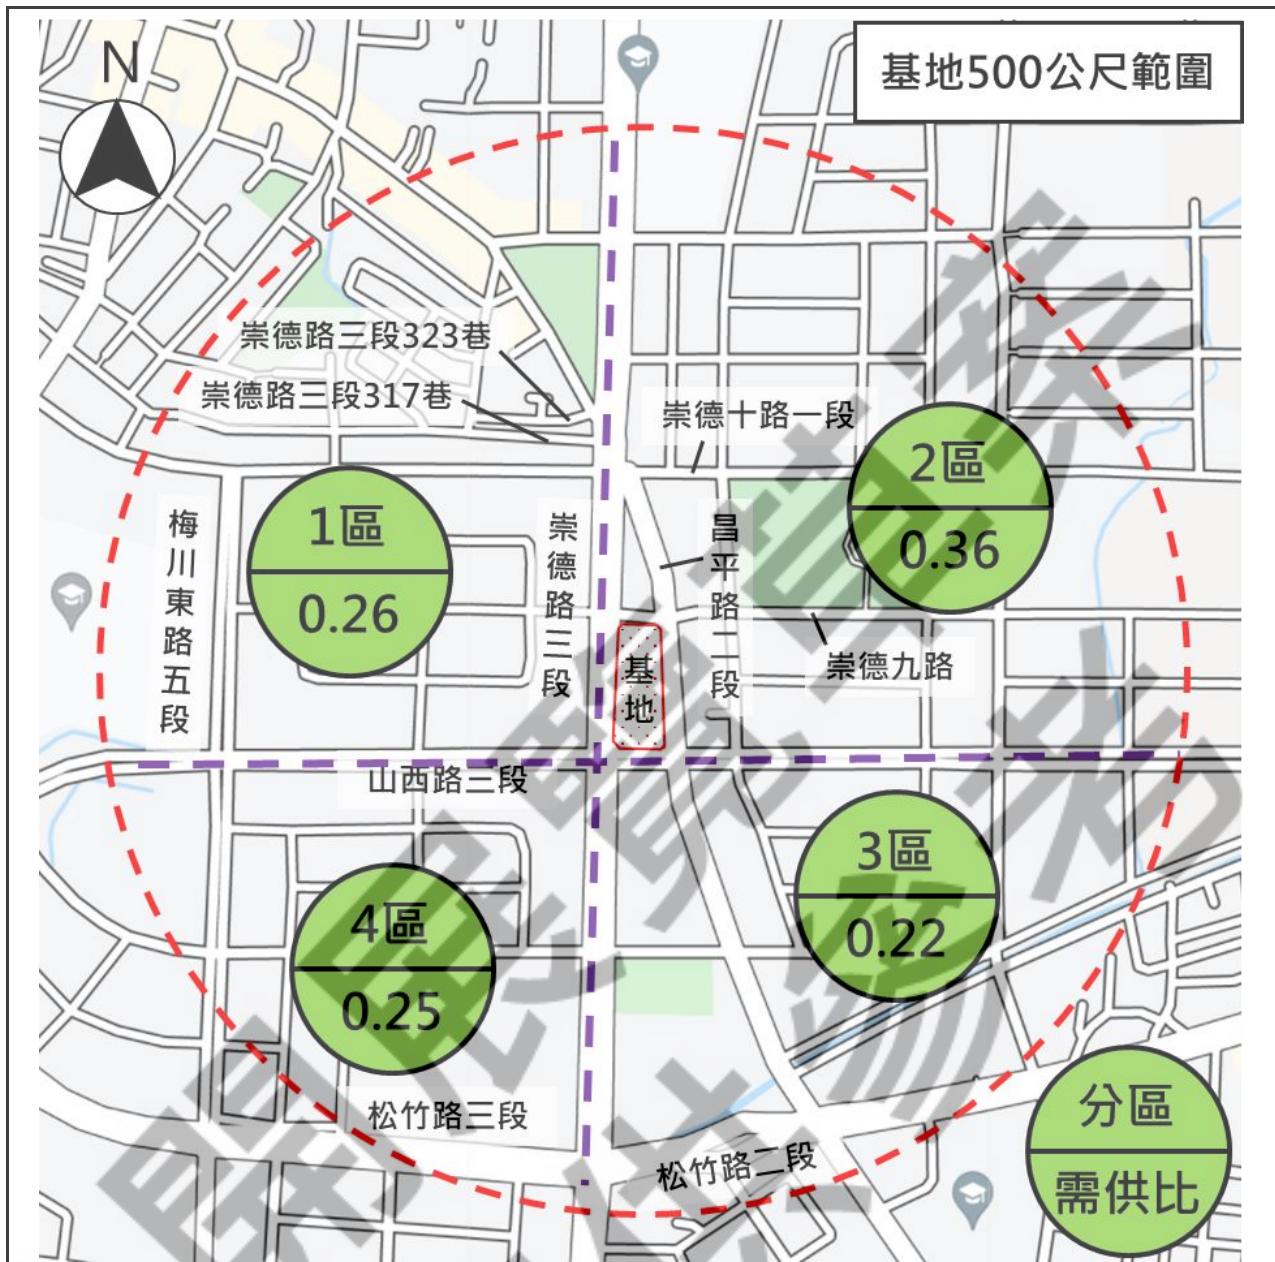 基地500公尺範圍
N
崇德路三段323巷
崇德路三段317巷
崇德十路一段
2區
0.36
1區
0.26
梅川東路五段
崇德路三段
昌平路二段
基地
崇德九路
山西路三段
3區
0.22
4區
0.25
松竹路三段
松竹路二段
分區
需供比